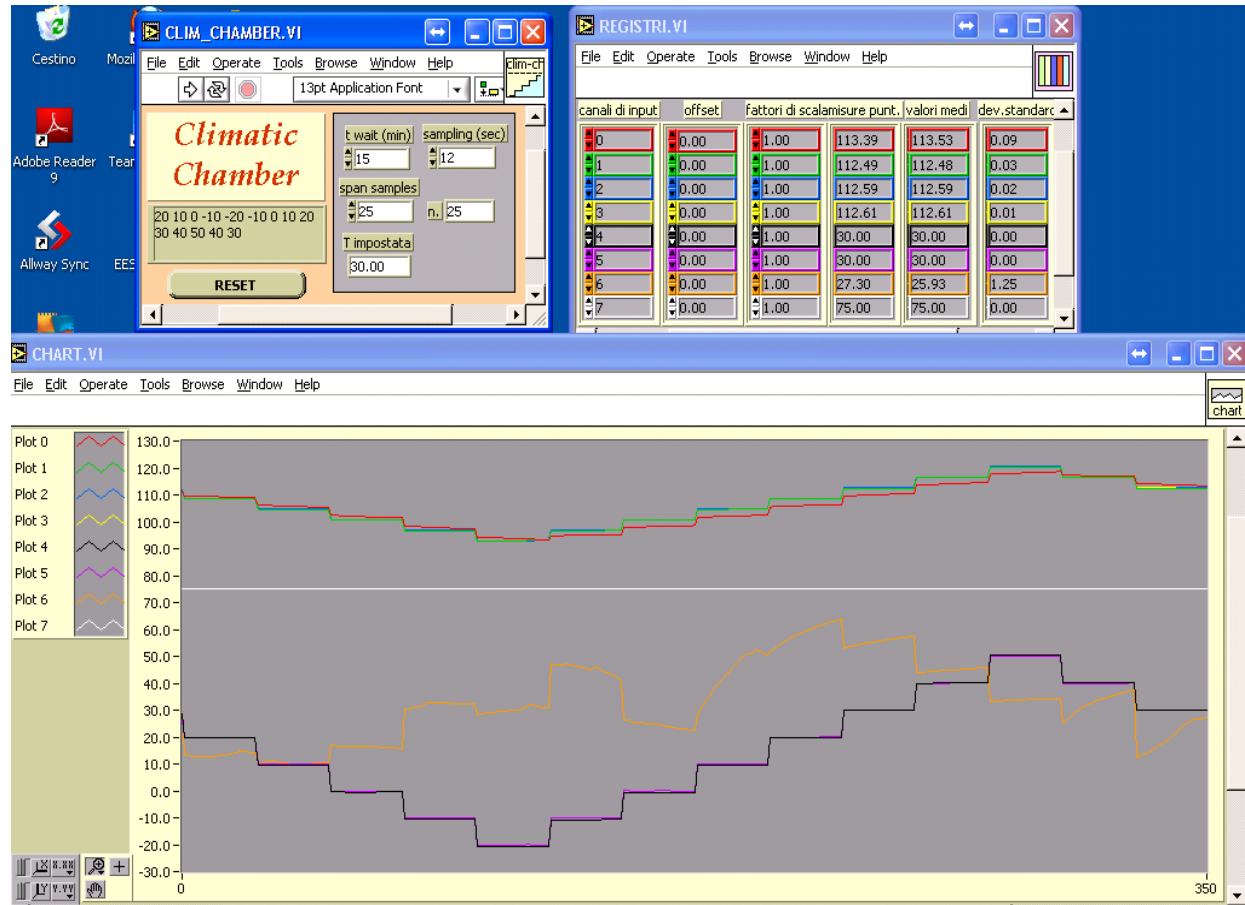 Cestino
Mozil
Adobe Reader
9
Tear
Allway Sync
EES
CLIM_CHAMBER.VI
File Edit Operate Tools Browse Window Help
clim-ch
13pt Application Font
Climatic
Chamber
t wait (min) sampling (sec)
15 12
span samples
25 n. 25
T impostata
30.00
20 10 0 -10 -20 -10 0 10 20
30 40 50 40 30
RESET
REGISTRI.VI
File Edit Operate Tools Browse Window Help
canali di input offset fattori di scala misure punt. valori medi dev.standard
0 0.00 1.00 113.39 113.53 0.09
1 0.00 1.00 112.49 112.48 0.03
2 0.00 1.00 112.59 112.59 0.02
3 0.00 1.00 112.61 112.61 0.01
4 0.00 1.00 30.00 30.00 0.00
5 0.00 1.00 30.00 30.00 0.00
6 0.00 1.00 27.30 25.93 1.25
7 0.00 1.00 75.00 75.00 0.00
CHART.VI
File Edit Operate Tools Browse Window Help
chart
Plot 0
Plot 1
Plot 2
Plot 3
Plot 4
Plot 5
Plot 6
Plot 7
130.0
120.0
110.0
100.0
90.0
80.0
70.0
60.0
50.0
40.0
30.0
20.0
10.0
0.0
-10.0
-20.0
-30.0
0 350
X X.XX
Y Y.YY